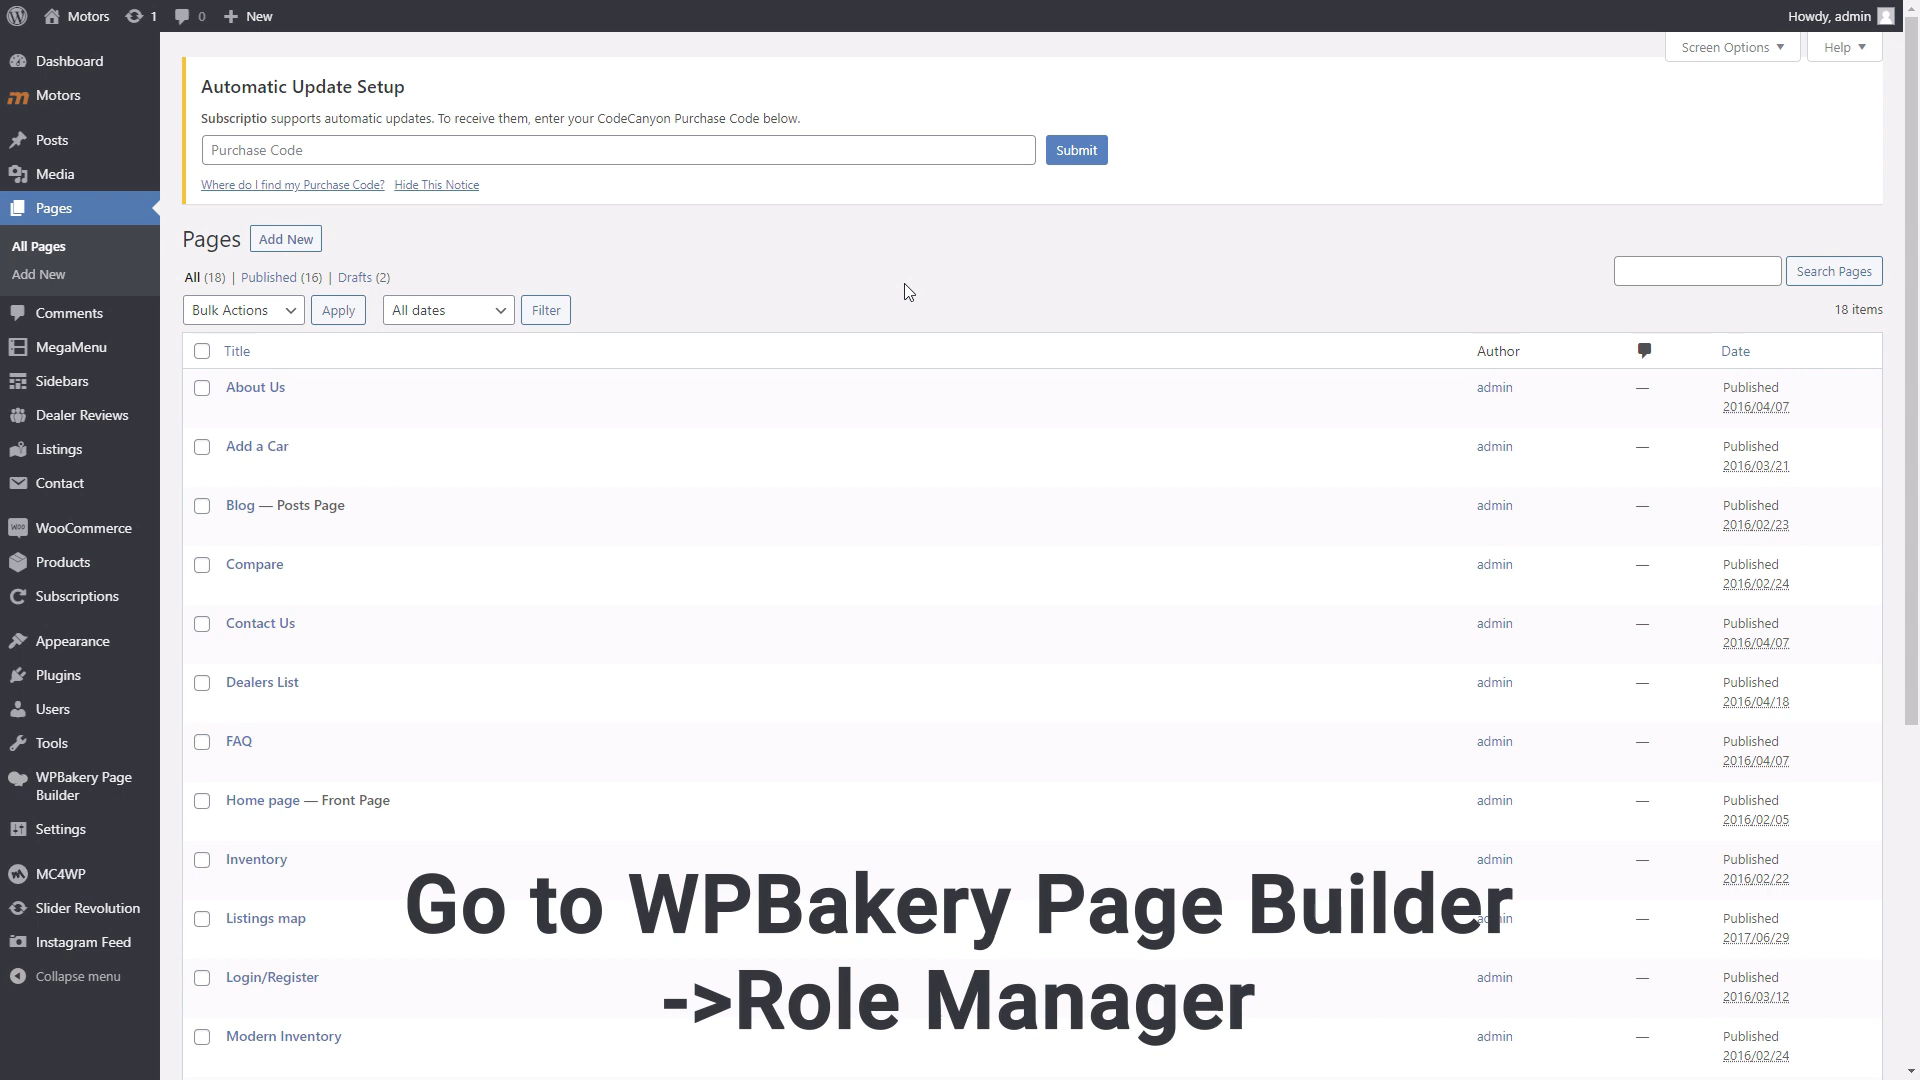 Motors 1 0 New Howdy, admin
Screen Options Help
Dashboard
Motors
Posts
Media
Pages
All Pages
Add New
Comments
MegaMenu
Sidebars
Dealer Reviews
Listings
Contact
WooCommerce
Products
Subscriptions
Appearance
Plugins
Users
Tools
WPBakery Page
Builder
Settings
MC4WP
Slider Revolution
Instagram Feed
Collapse menu
Automatic Update Setup
Subscriptio supports automatic updates. To receive them, enter your CodeCanyon Purchase Code below.
Purchase Code Submit
Where do I find my Purchase Code? Hide This Notice
Pages Add New
All (18) | Published (16) | Drafts (2)
Search Pages
Bulk Actions Apply All dates Filter 18 items
Title Author Date
About Us admin — Published
2016/04/07
Add a Car admin — Published
2016/03/21
Blog — Posts Page admin — Published
2016/02/23
Compare admin — Published
2016/02/24
Contact Us admin — Published
2016/04/07
Dealers List admin — Published
2016/04/18
FAQ admin — Published
2016/04/07
Home page — Front Page admin — Published
2016/02/05
Inventory admin — Published
2016/02/22
Listings map admin — Published
2017/06/29
Login/Register admin — Published
2016/03/12
Modern Inventory admin — Published
2016/02/24
Go to WPBakery Page Builder
->Role Manager